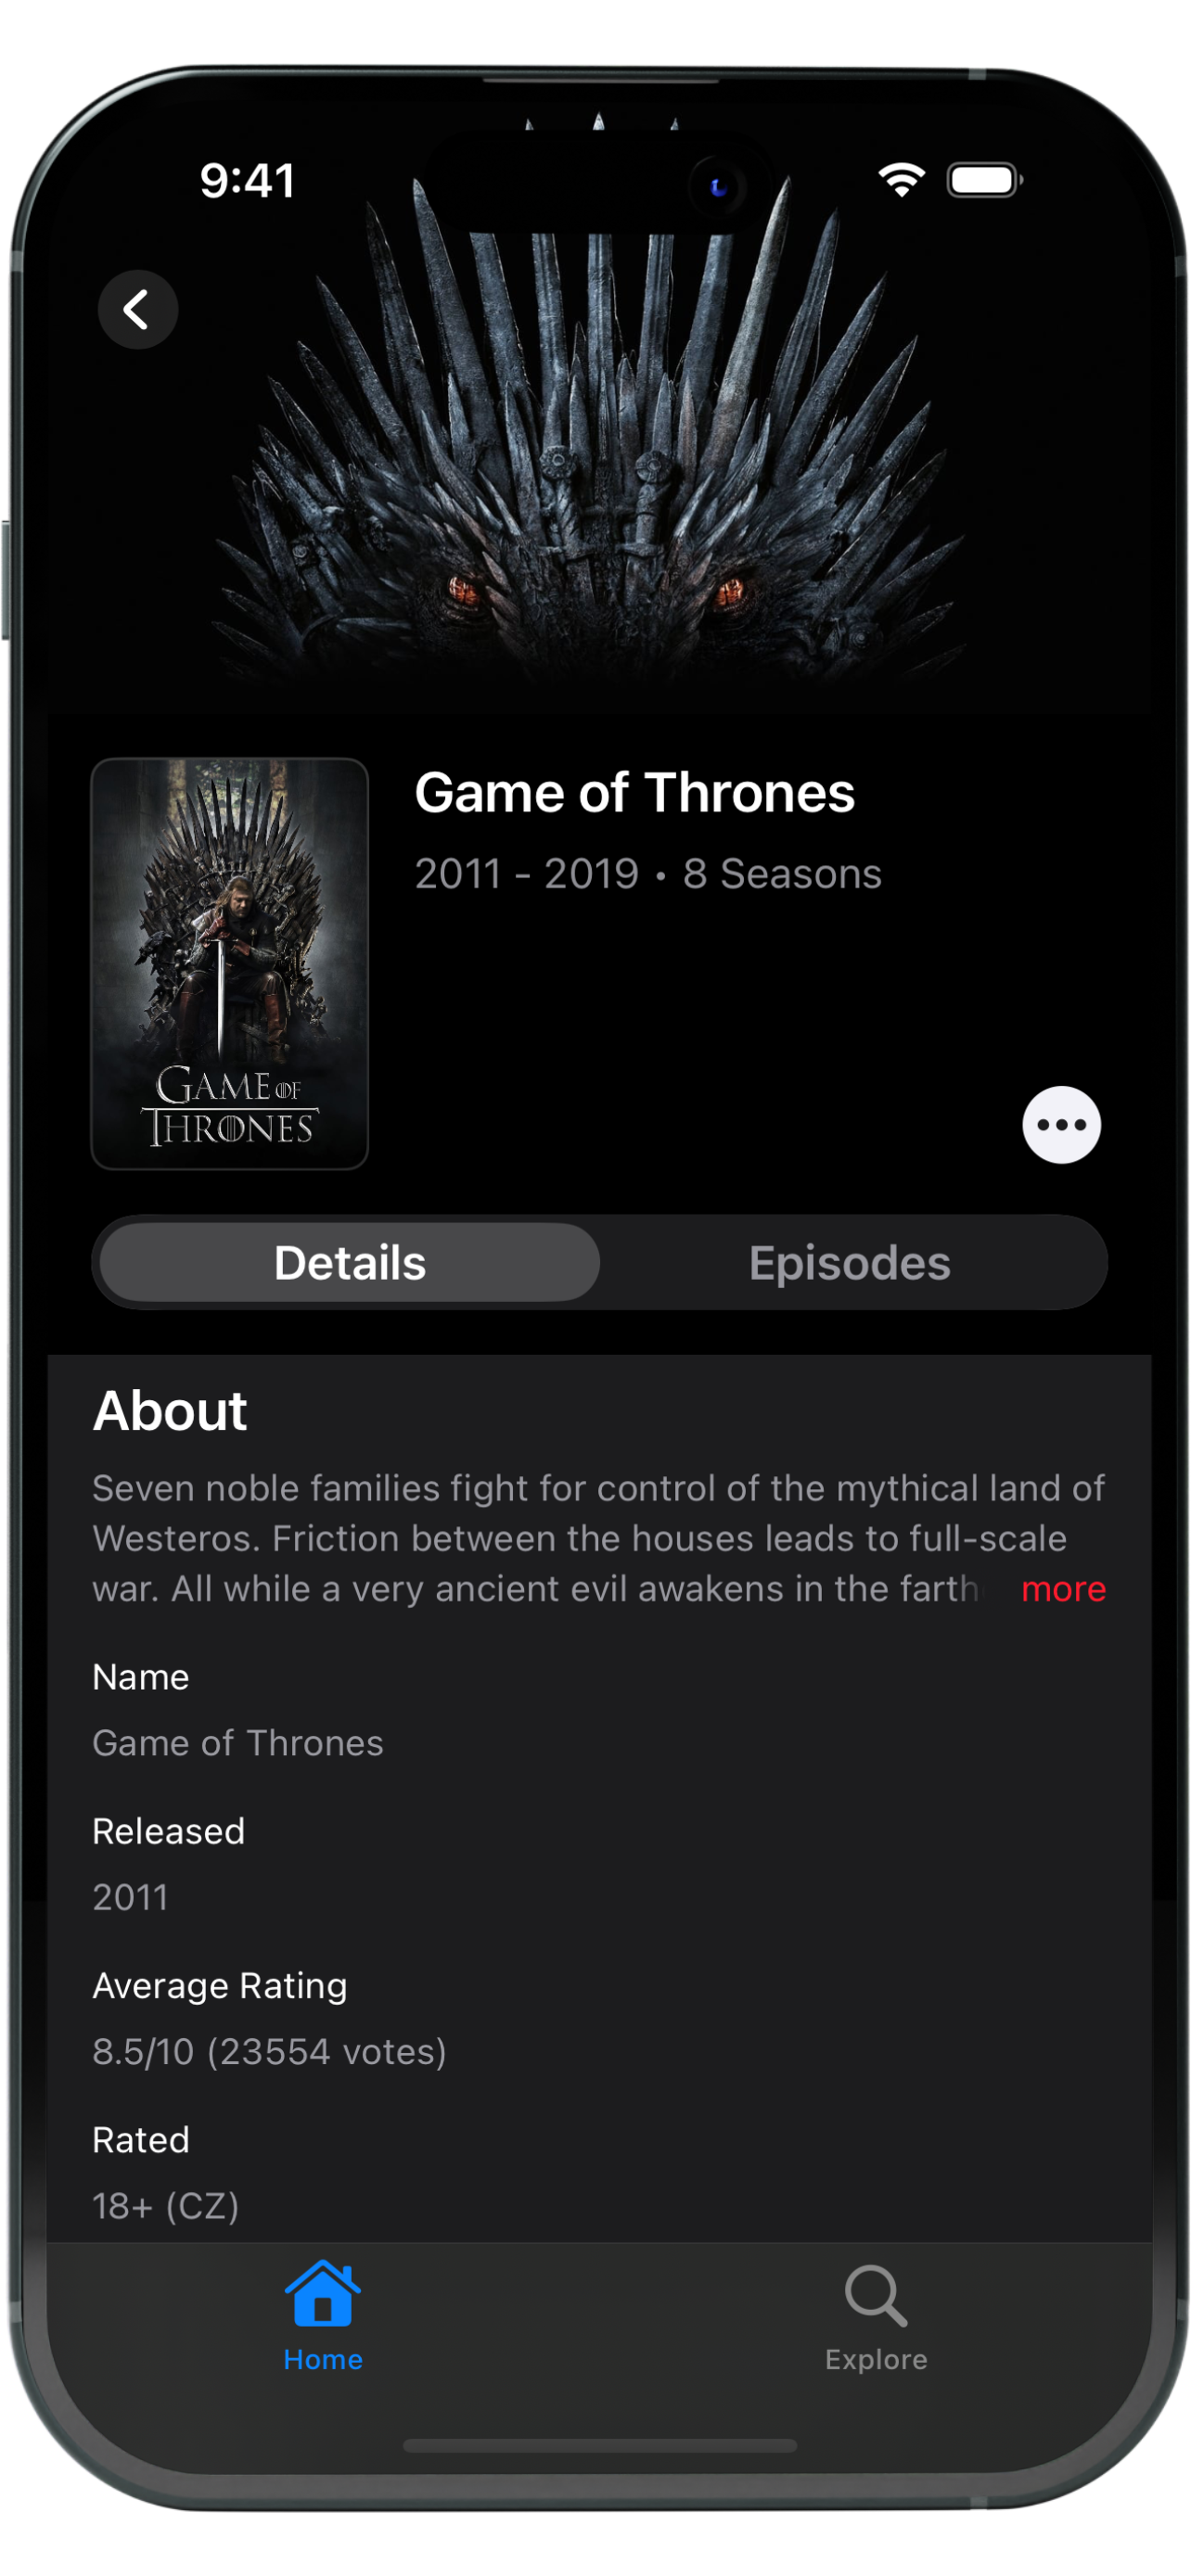 9:41
Game of Thrones
2011 - 2019 • 8 Seasons
GAME OF
THRONES
Details
Episodes
About
Seven noble families fight for control of the mythical land of
Westeros. Friction between the houses leads to full-scale
war. All while a very ancient evil awakens in the farth more
Name
Game of Thrones
Released
2011
Average Rating
8.5/10 (23554 votes)
Rated
18+ (CZ)
Home
Explore